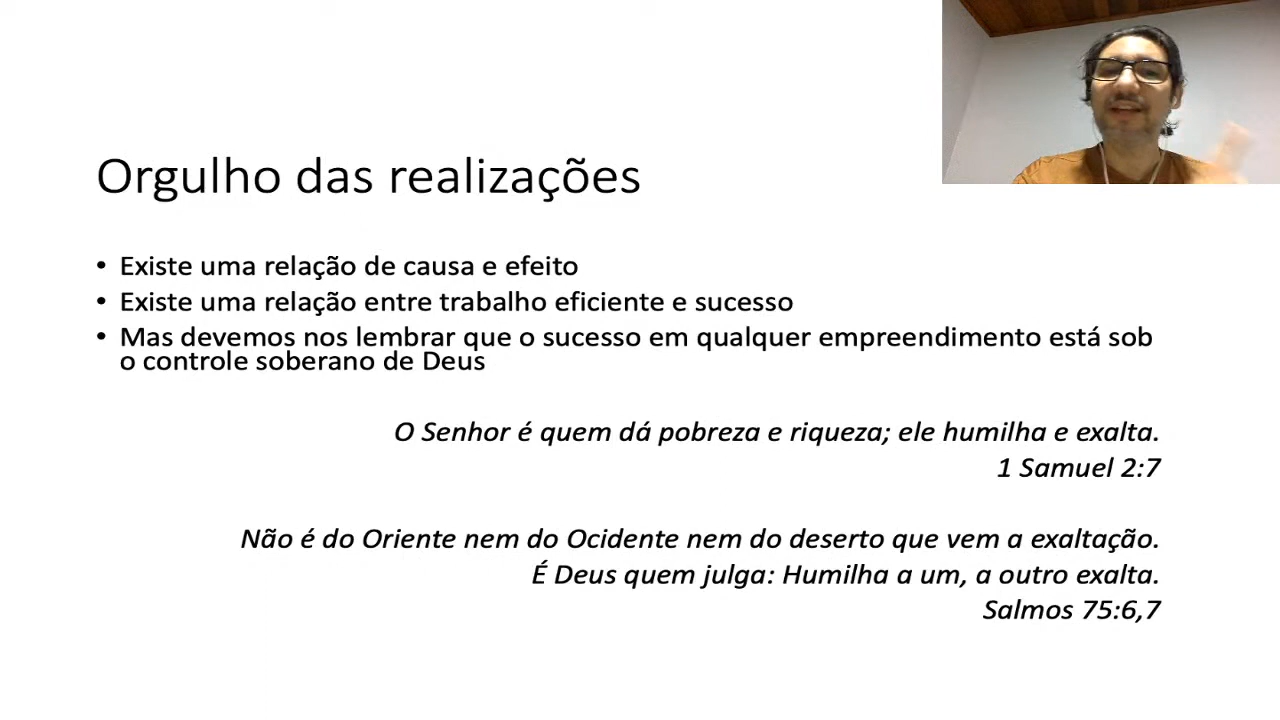 Orgulho das realizações
• Existe uma relação de causa e efeito
• Existe uma relação entre trabalho eficiente e sucesso
• Mas devemos nos lembrar que o sucesso em qualquer empreendimento está sob
o controle soberano de Deus
O Senhor é quem dá pobreza e riqueza; ele humilha e exalta.
1 Samuel 2:7
Não é do Oriente nem do Ocidente nem do deserto que vem a exaltação.
É Deus quem julga: Humilha a um, a outro exalta.
Salmos 75:6,7